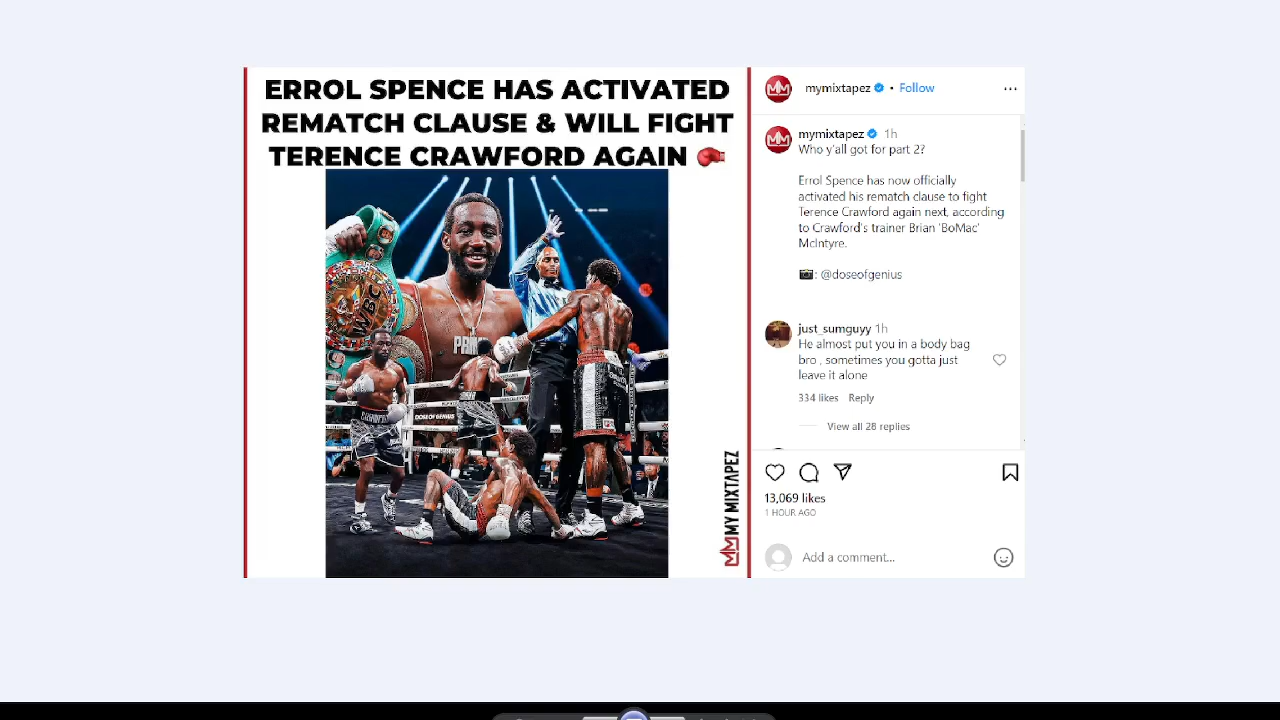 ERROL SPENCE HAS ACTIVATED
REMATCH CLAUSE & WILL FIGHT
TERENCE CRAWFORD AGAIN 🥊
WBC
DOSE OF GENIUS
MY MIXTAPEZ
mymixtapez • Follow
mymixtapez 1h
Who y'all got for part 2?
Errol Spence has now officially
activated his rematch clause to fight
Terence Crawford again next, according
to Crawford's trainer Brian 'BoMac'
McIntyre.
📷: @doseofgenius
just_sumguyy 1h
He almost put you in a body bag
bro , sometimes you gotta just
leave it alone
334 likes Reply
View all 28 replies
13,069 likes
1 HOUR AGO
Add a comment...